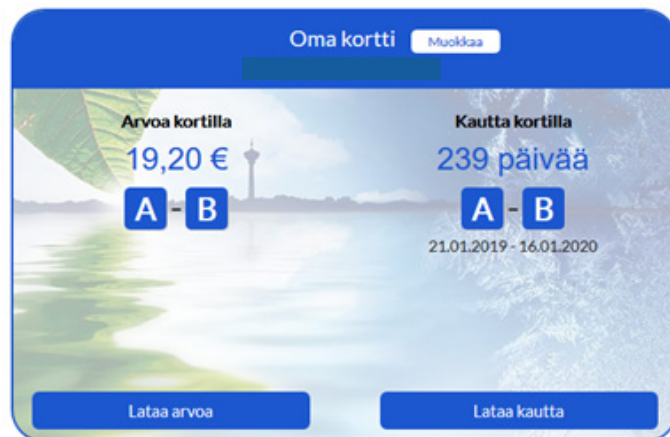 Oma kortti Muokkaa
Arvoa kortilla
19,20 €
A - B
Kautta kortilla
239 päivää
A - B
21.01.2019 - 16.01.2020
Lataa arvoa
Lataa kautta